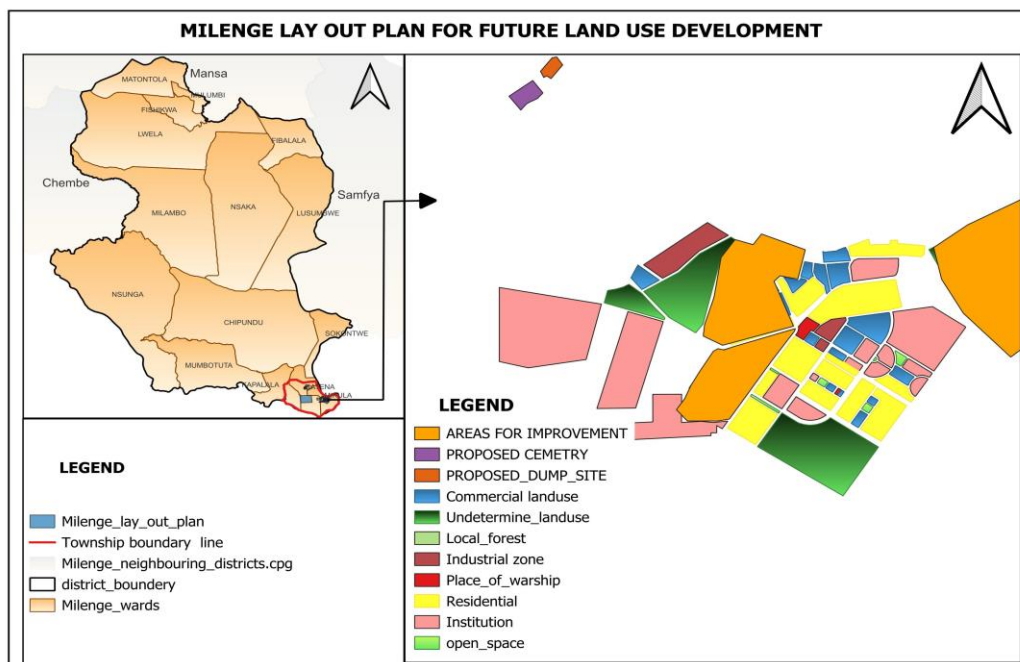 MILENGE LAY OUT PLAN FOR FUTURE LAND USE DEVELOPMENT
Mansa
MATONTOLA
MULUMBI
FISHIKWA
LWELA
FIBALALA
Chembe
Samfya
MILAMBO
NSAKA
LUSUMBWE
NSUNGA
CHIPUNDU
SOKONTWE
MUMBOTUTA
LEGEND
Milenge_lay_out_plan
Township boundary line
Milenge_neighbouring_districts.cpg
district_boundery
Milenge_wards
LEGEND
AREAS FOR IMPROVEMENT
PROPOSED CEMETRY
PROPOSED_DUMP_SITE
Commercial landuse
Undetermine_landuse
Local_forest
Industrial zone
Place_of_warship
Residential
Institution
open_space